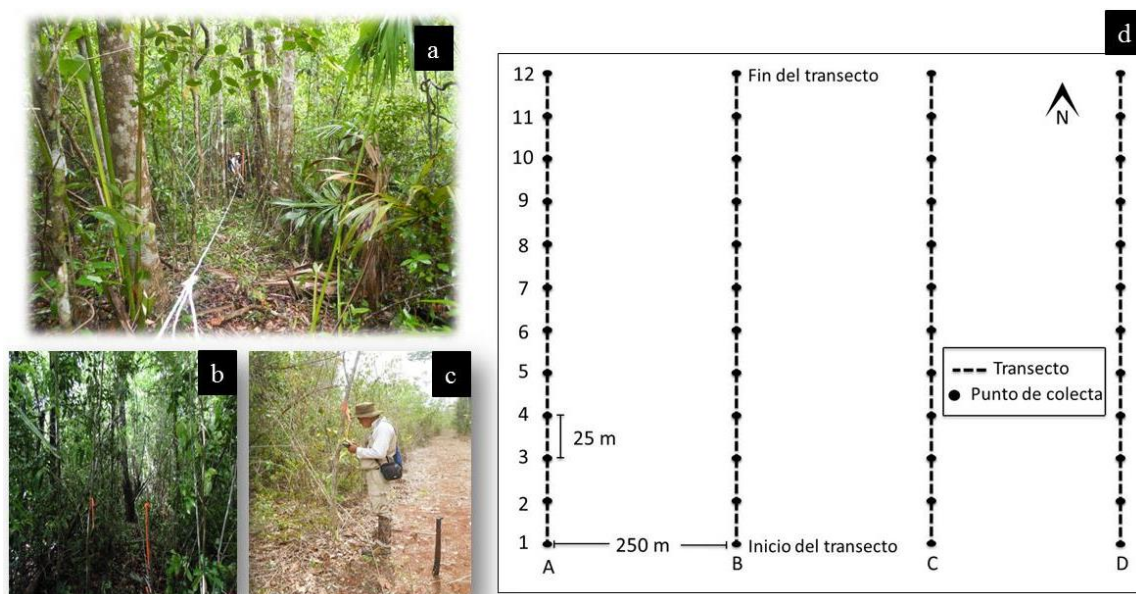 a
b
c
d
12
Fin del transecto
11
N
10
9
8
7
6
5
Transecto
Punto de colecta
4
25 m
3
2
1
250 m
Inicio del transecto
A
B
C
D